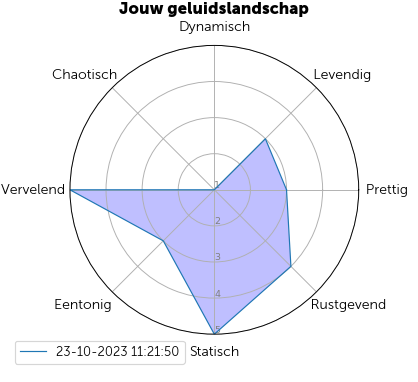 Jouw geluidslandschap
Dynamisch
Chaotisch
Levendig
Vervelend
1
Prettig
2
3
4
Eentonig
Rustgevend
5
23-10-2023 11:21:50
Statisch